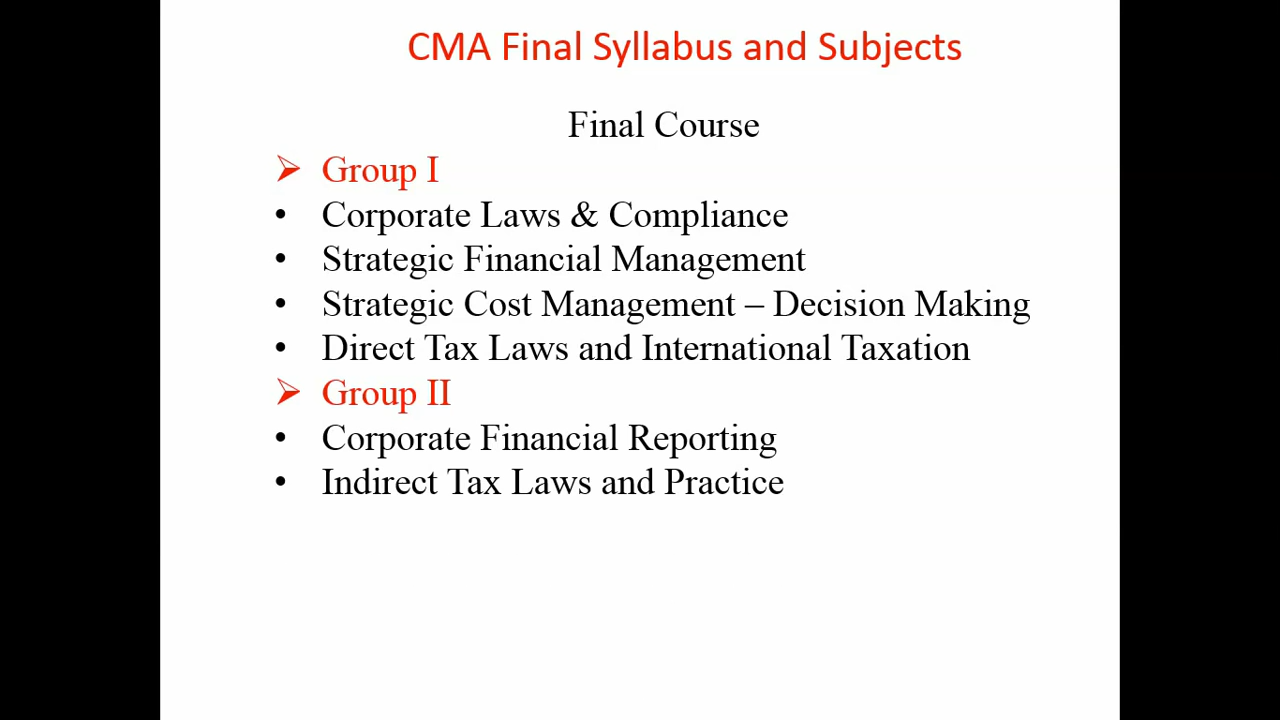 CMA Final Syllabus and Subjects
Final Course
➢ Group I
• Corporate Laws & Compliance
• Strategic Financial Management
• Strategic Cost Management – Decision Making
• Direct Tax Laws and International Taxation
➢ Group II
• Corporate Financial Reporting
• Indirect Tax Laws and Practice